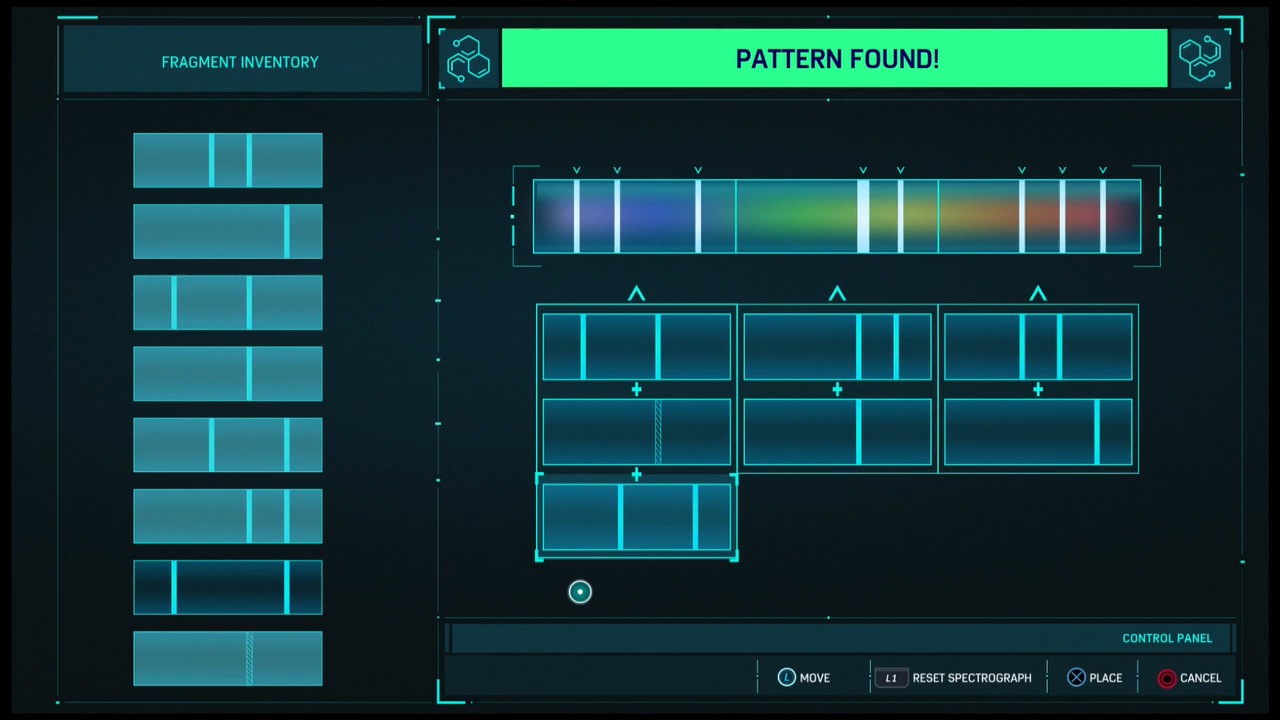 FRAGMENT INVENTORY
PATTERN FOUND!
CONTROL PANEL
L MOVE
L1 RESET SPECTROGRAPH
PLACE
CANCEL